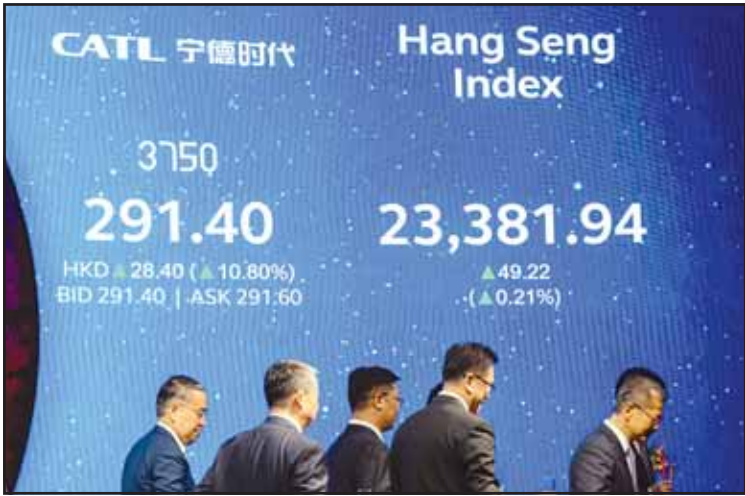 CATL 宁德时代
3750
291.40
HKD ▲ 28.40 (▲10.80%)
BID 291.40 | ASK 291.60
Hang Seng
Index
23,381.94
▲49.22
(▲0.21%)